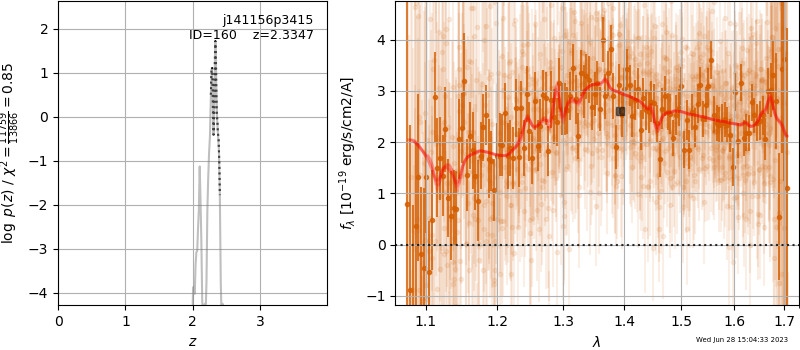 j141156p3415
ID=160 z=2.3347
log p(z) / χ² = 11759/13866 = 0.85
2
1
0
−1
−2
−3
−4
0 1 2 3
z
fλ [10⁻¹⁹ erg/s/cm2/A]
4
3
2
1
0
−1
1.1 1.2 1.3 1.4 1.5 1.6 1.7
λ
Wed Jun 28 15:04:33 2023